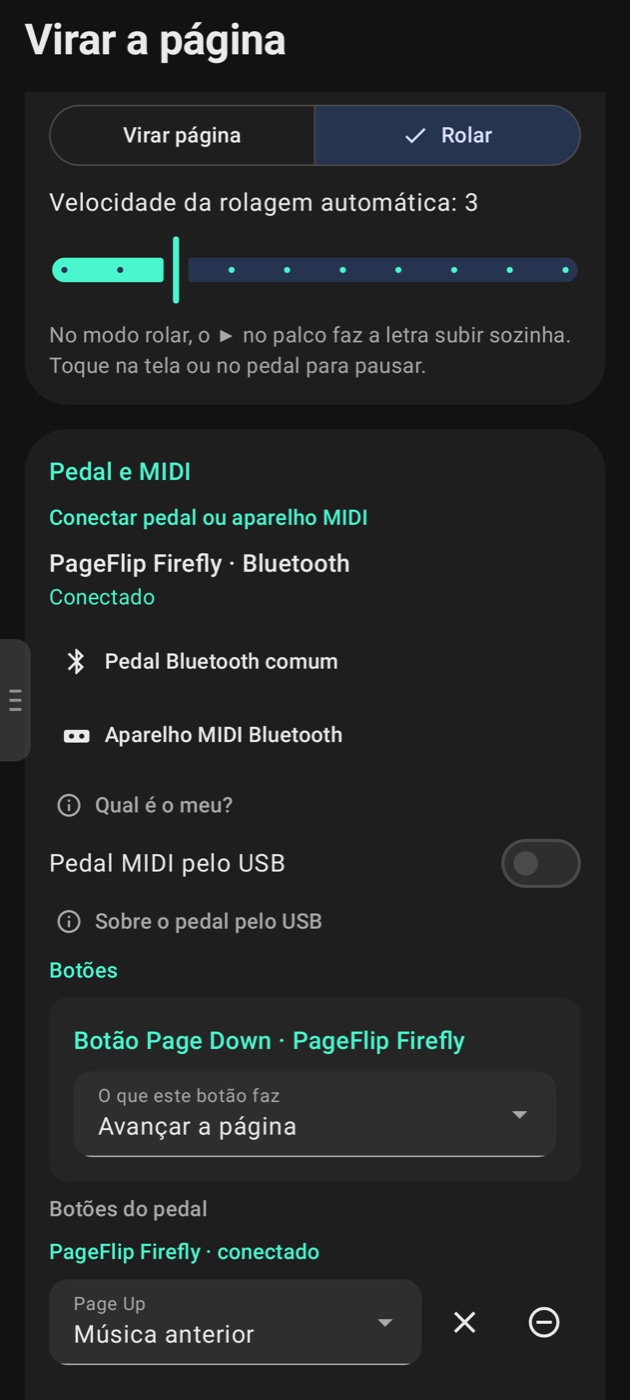 Virar a página
Virar página
Rolar
Velocidade da rolagem automática: 3
No modo rolar, o ► no palco faz a letra subir sozinha.
Toque na tela ou no pedal para pausar.
Pedal e MIDI
Conectar pedal ou aparelho MIDI
PageFlip Firefly · Bluetooth
Conectado
Pedal Bluetooth comum
Aparelho MIDI Bluetooth
Qual é o meu?
Pedal MIDI pelo USB
Sobre o pedal pelo USB
Botões
Botão Page Down · PageFlip Firefly
O que este botão faz
Avançar a página
Botões do pedal
PageFlip Firefly · conectado
Page Up
Música anterior